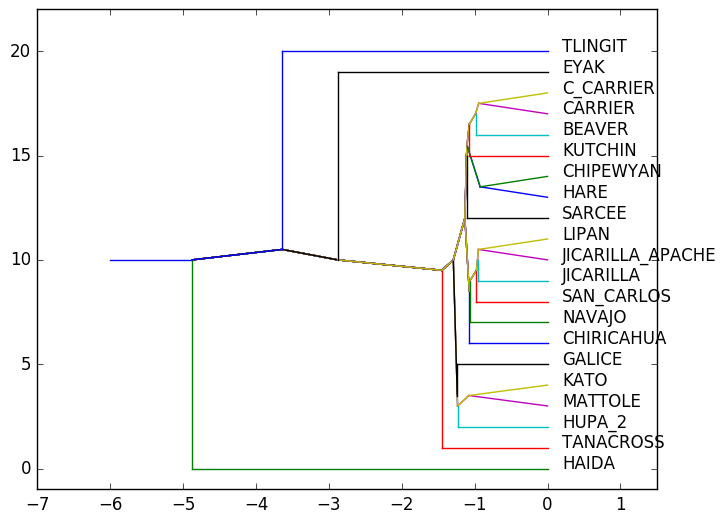 20
15
10
5
0
TLINGIT
EYAK
C_CARRIER
CARRIER
BEAVER
KUTCHIN
CHIPEWYAN
HARE
SARCEE
LIPAN
JICARILLA_APACHE
JICARILLA
SAN_CARLOS
NAVAJO
CHIRICAHUA
GALICE
KATO
MATTOLE
HUPA_2
TANACROSS
HAIDA
−7 −6 −5 −4 −3 −2 −1 0 1